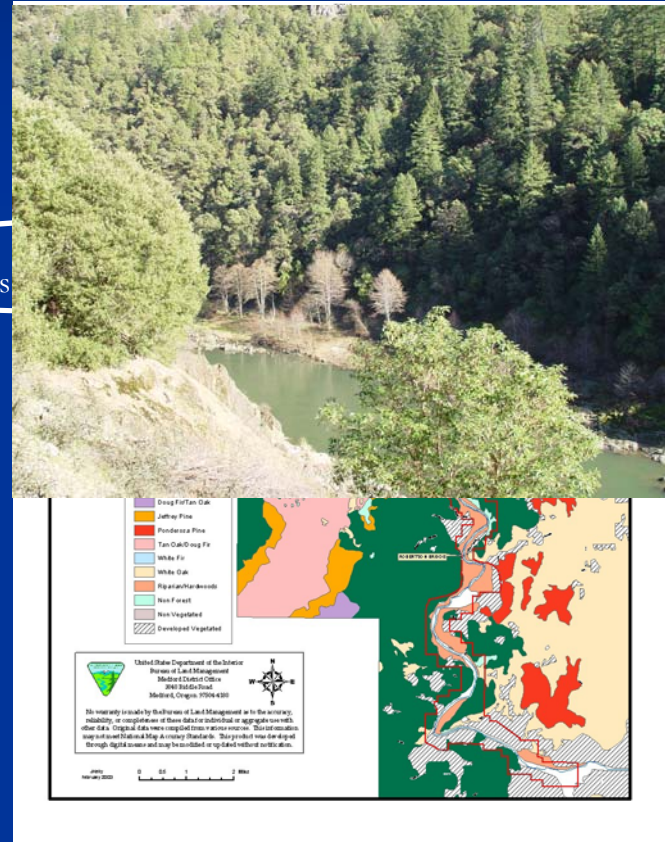 s
Doug Fir/Tan Oak
Jeffrey Pine
Ponderosa Pine
Tan Oak/Doug Fir
White Fir
White Oak
Riparian/Hardwoods
Non Forest
Non Vegetated
Developed Vegetated
ROBERTSON BRIDGE
United States Department of the Interior
Bureau of Land Management
Medford District Office
3040 Biddle Road
Medford, Oregon 97504-4180
N
W E
S
No warranty is made by the Bureau of Land Management as to the accuracy,
reliability, or completeness of these data for individual or aggregate use with
other data. Original data were compiled from various sources. This information
may not meet National Map Accuracy Standards. This product was developed
through digital means and may be modified or updated without notification.
February 2003
0 0.5 1 2 Miles